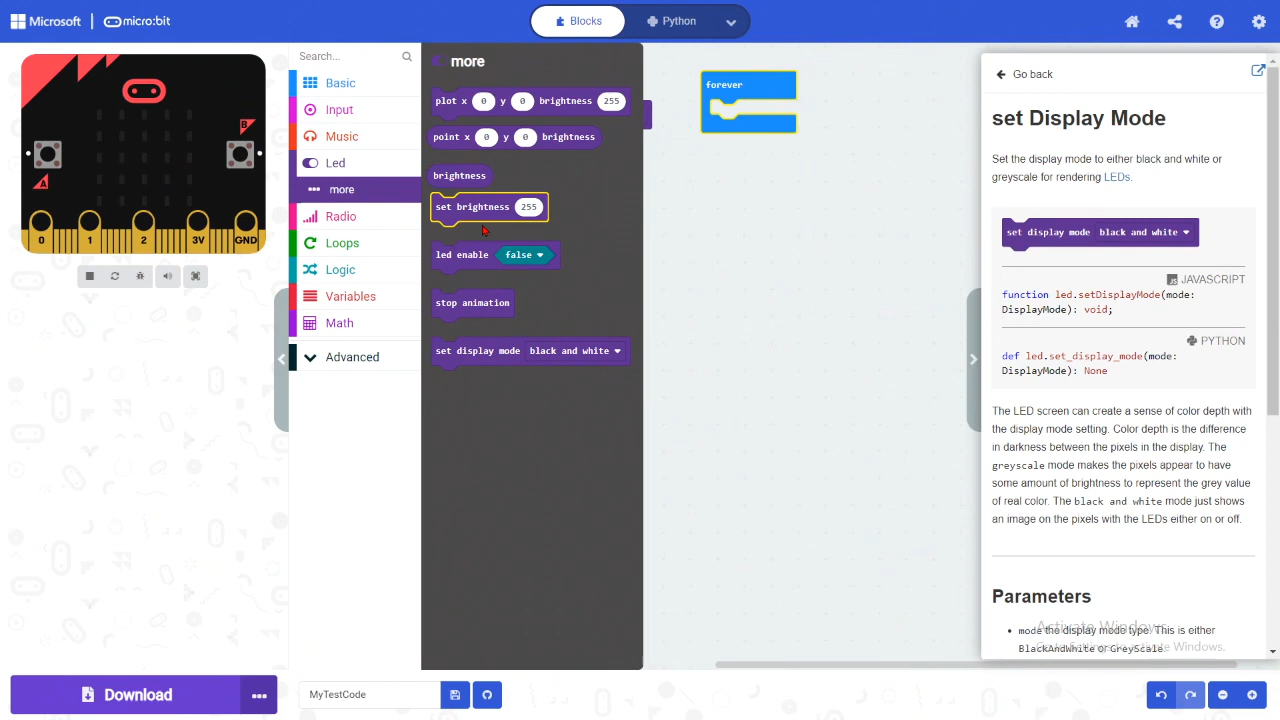 Microsoft
micro:bit
Blocks
Python
B
A
0
1
2
3V
GND
Search...
Basic
Input
Music
Led
more
Radio
Loops
Logic
Variables
Math
Advanced
more
plot x 0 y 0 brightness 255
point x 0 y 0 brightness
brightness
set brightness 255
led enable false
stop animation
set display mode black and white
forever
Go back
set Display Mode
Set the display mode to either black and white or
greyscale for rendering LEDs.
set display mode black and white
JAVASCRIPT
function led.setDisplayMode(mode:
DisplayMode): void;
PYTHON
def led.set_display_mode(mode:
DisplayMode): None
The LED screen can create a sense of color depth with
the display mode setting. Color depth is the difference
in darkness between the pixels in the display. The
greyscale mode makes the pixels appear to have
some amount of brightness to represent the grey value
of real color. The black and white mode just shows
an image on the pixels with the LEDs either on or off.
Parameters
Activate Windows
• mode the display mode type. This is either
Go to Settings to activate Windows.
BlackAndWhite or GreyScale.
Download
MyTestCode